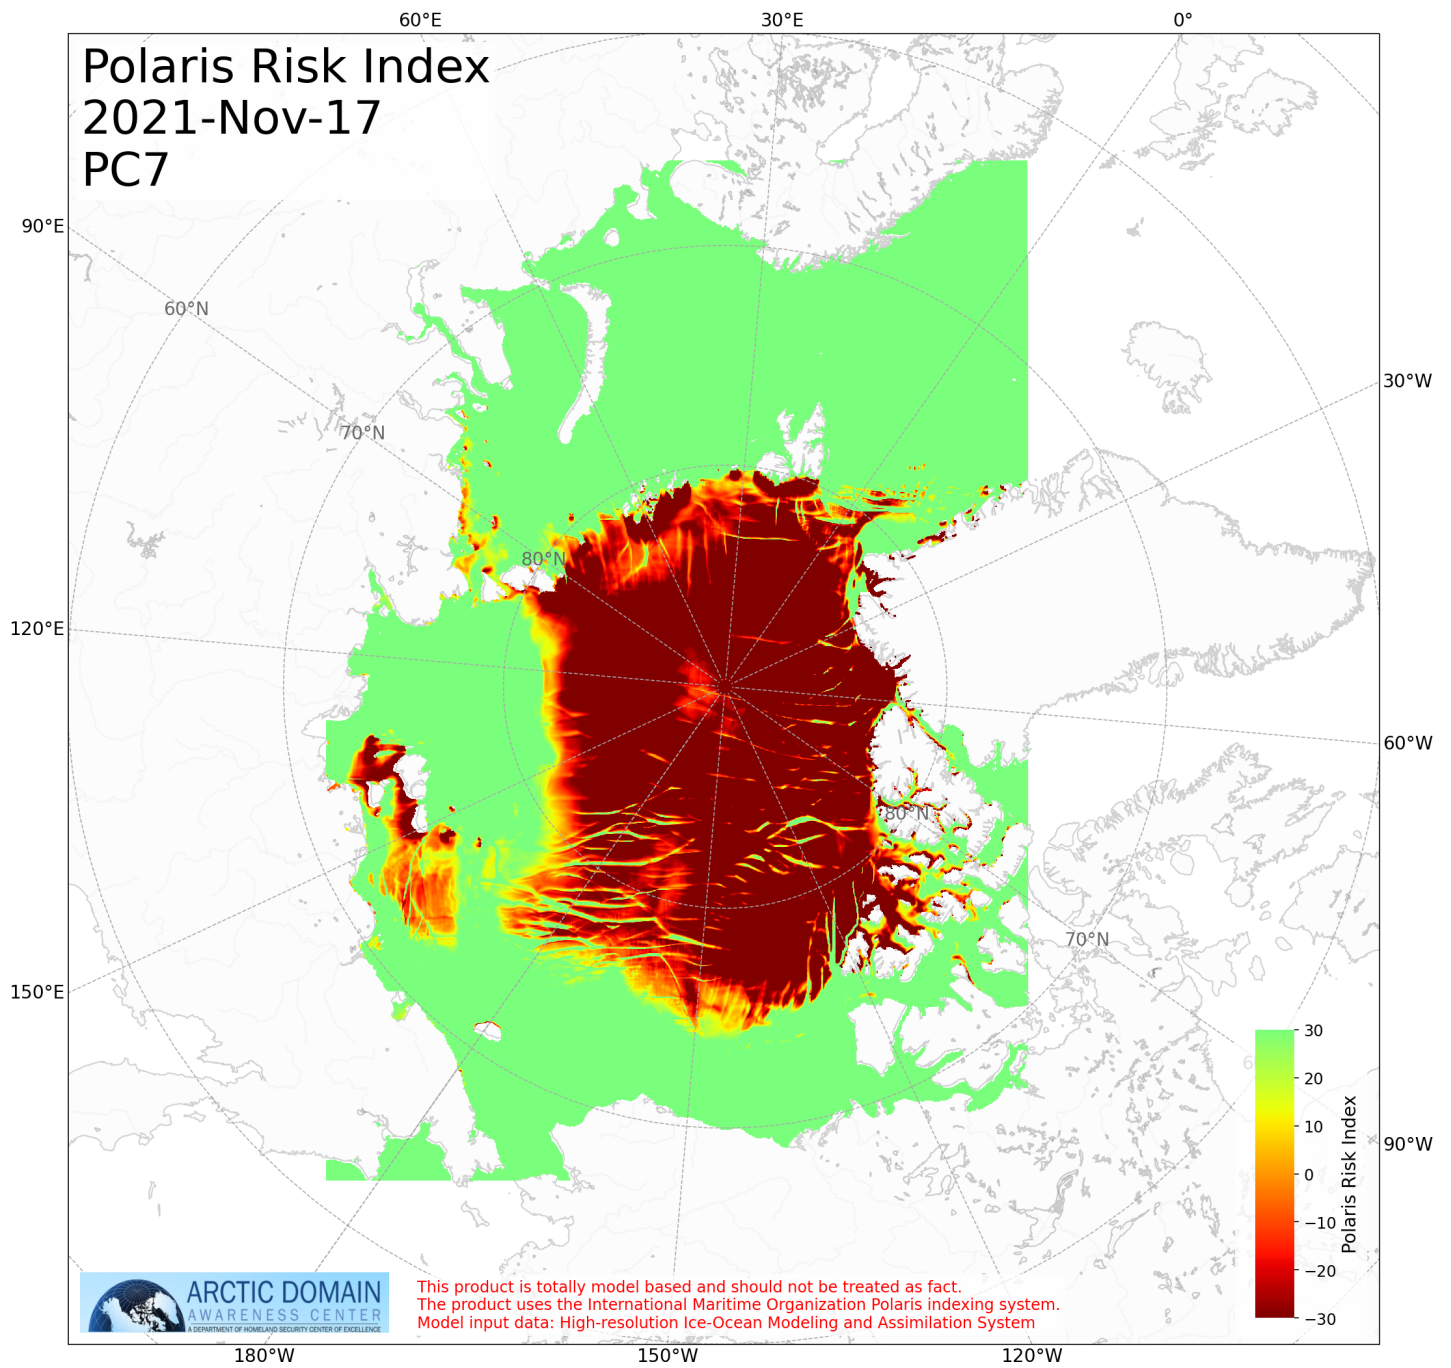 60°E 30°E 0°
Polaris Risk Index
2021-Nov-17
PC7
90°E
60°N
30°W
70°N
80°N
120°E
60°W
80°N
70°N
150°E
30
20
10
0
−10
−20
−30
Polaris Risk Index
90°W
ARCTIC DOMAIN
AWARENESS CENTER
A DEPARTMENT OF HOMELAND SECURITY CENTER OF EXCELLENCE
This product is totally model based and should not be treated as fact.
The product uses the International Maritime Organization Polaris indexing system.
Model input data: High-resolution Ice-Ocean Modeling and Assimilation System
180°W 150°W 120°W